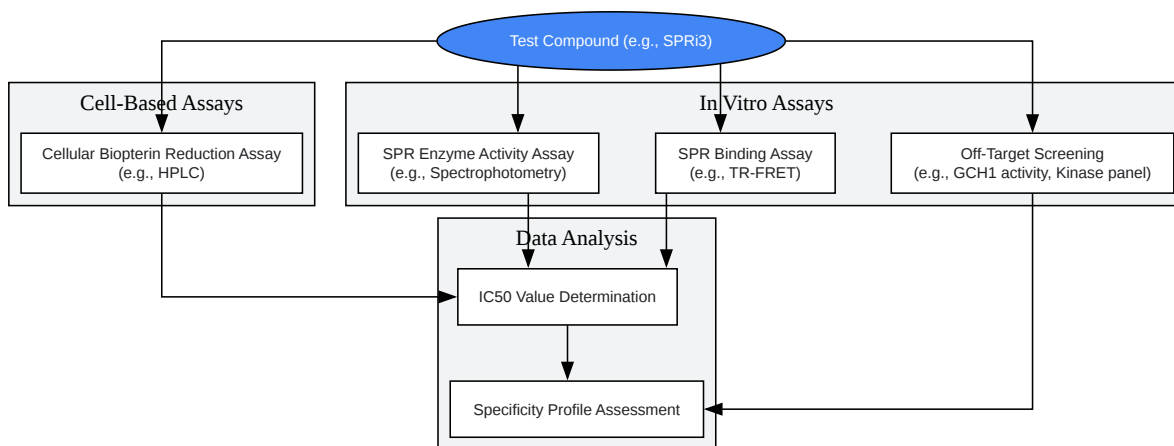 Test Compound (e.g., SPRi3)
Cell-Based Assays
In Vitro Assays
Cellular Biopterin Reduction Assay
(e.g., HPLC)
SPR Enzyme Activity Assay
(e.g., Spectrophotometry)
SPR Binding Assay
(e.g., TR-FRET)
Off-Target Screening
(e.g., GCH1 activity, Kinase panel)
Data Analysis
IC50 Value Determination
Specificity Profile Assessment